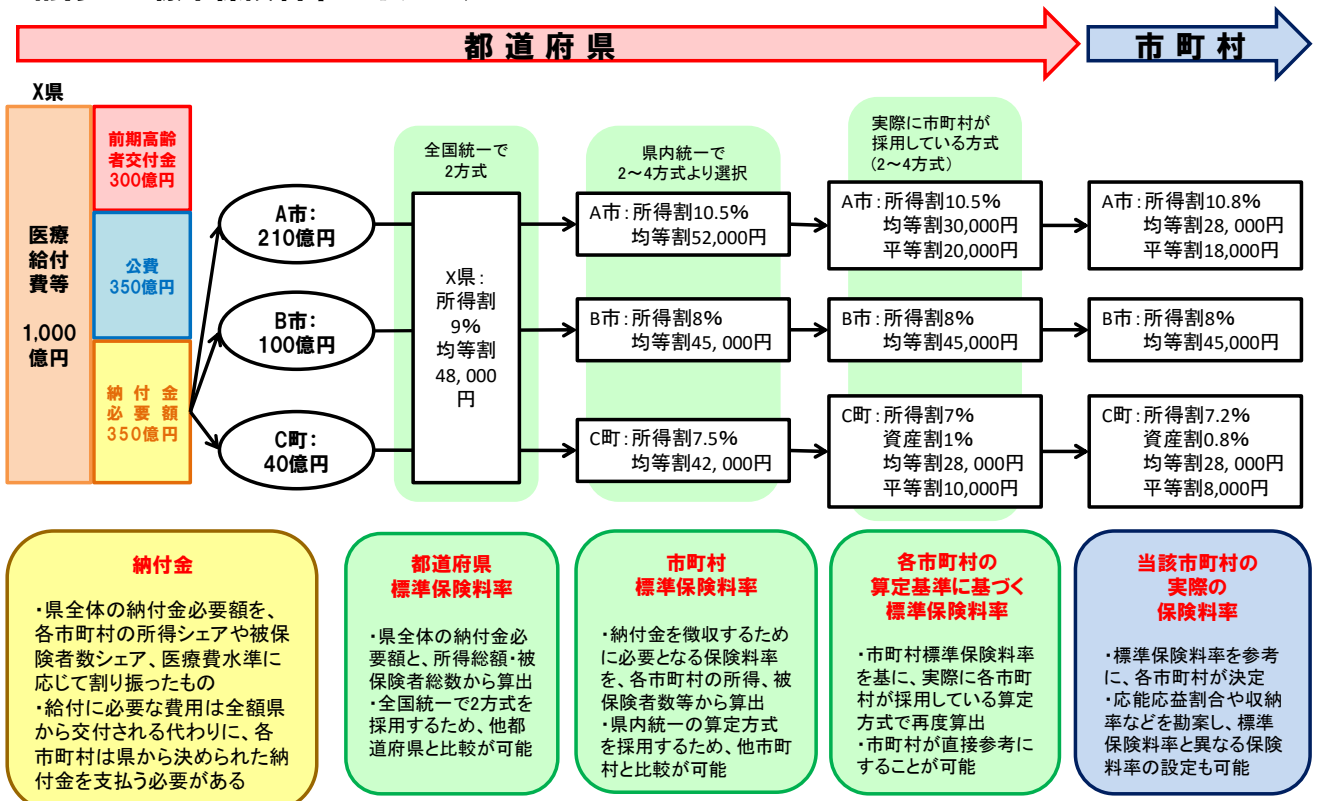 都道府県
市町村
X県
医療
給付
費等
1,000
億円
前期高齢
者交付金
300億円
公費
350億円
納付金
必要額
350億円
A市：
210億円
B市：
100億円
C町：
40億円
全国統一で
2方式
X県：
所得割
9%
均等割
48, 000
円
県内統一で
2～4方式より選択
A市：所得割10.5%
均等割52,000円
B市：所得割8%
均等割45, 000円
C町：所得割7.5%
均等割42, 000円
実際に市町村が
採用している方式
(2～4方式)
A市：所得割10.5%
均等割30,000円
平等割20,000円
B市：所得割8%
均等割45,000円
C町：所得割7%
資産割1%
均等割28, 000円
平等割10,000円
A市：所得割10.8%
均等割28, 000円
平等割18,000円
B市：所得割8%
均等割45,000円
C町：所得割7.2%
資産割0.8%
均等割28, 000円
平等割8,000円
納付金
・県全体の納付金必要額を、
各市町村の所得シェアや被保
険者数シェア、医療費水準に
応じて割り振ったもの
・給付に必要な費用は全額県
から交付される代わりに、各
市町村は県から決められた納
付金を支払う必要がある
都道府県
標準保険料率
・県全体の納付金必
要額と、所得総額・被
保険者総数から算出
・全国統一で2方式を
採用するため、他都
道府県と比較が可能
市町村
標準保険料率
・納付金を徴収するため
に必要となる保険料率
を、各市町村の所得、被
保険者数等から算出
・県内統一の算定方式
を採用するため、他市町
村と比較が可能
各市町村の
算定基準に基づく
標準保険料率
・市町村標準保険料率
を基に、実際に各市町
村が採用している算定
方式で再度算出
・市町村が直接参考に
することが可能
当該市町村の
実際の
保険料率
・標準保険料率を参考
に、各市町村が決定
・応能応益割合や収納
率などを勘案し、標準
保険料率と異なる保険
料率の設定も可能